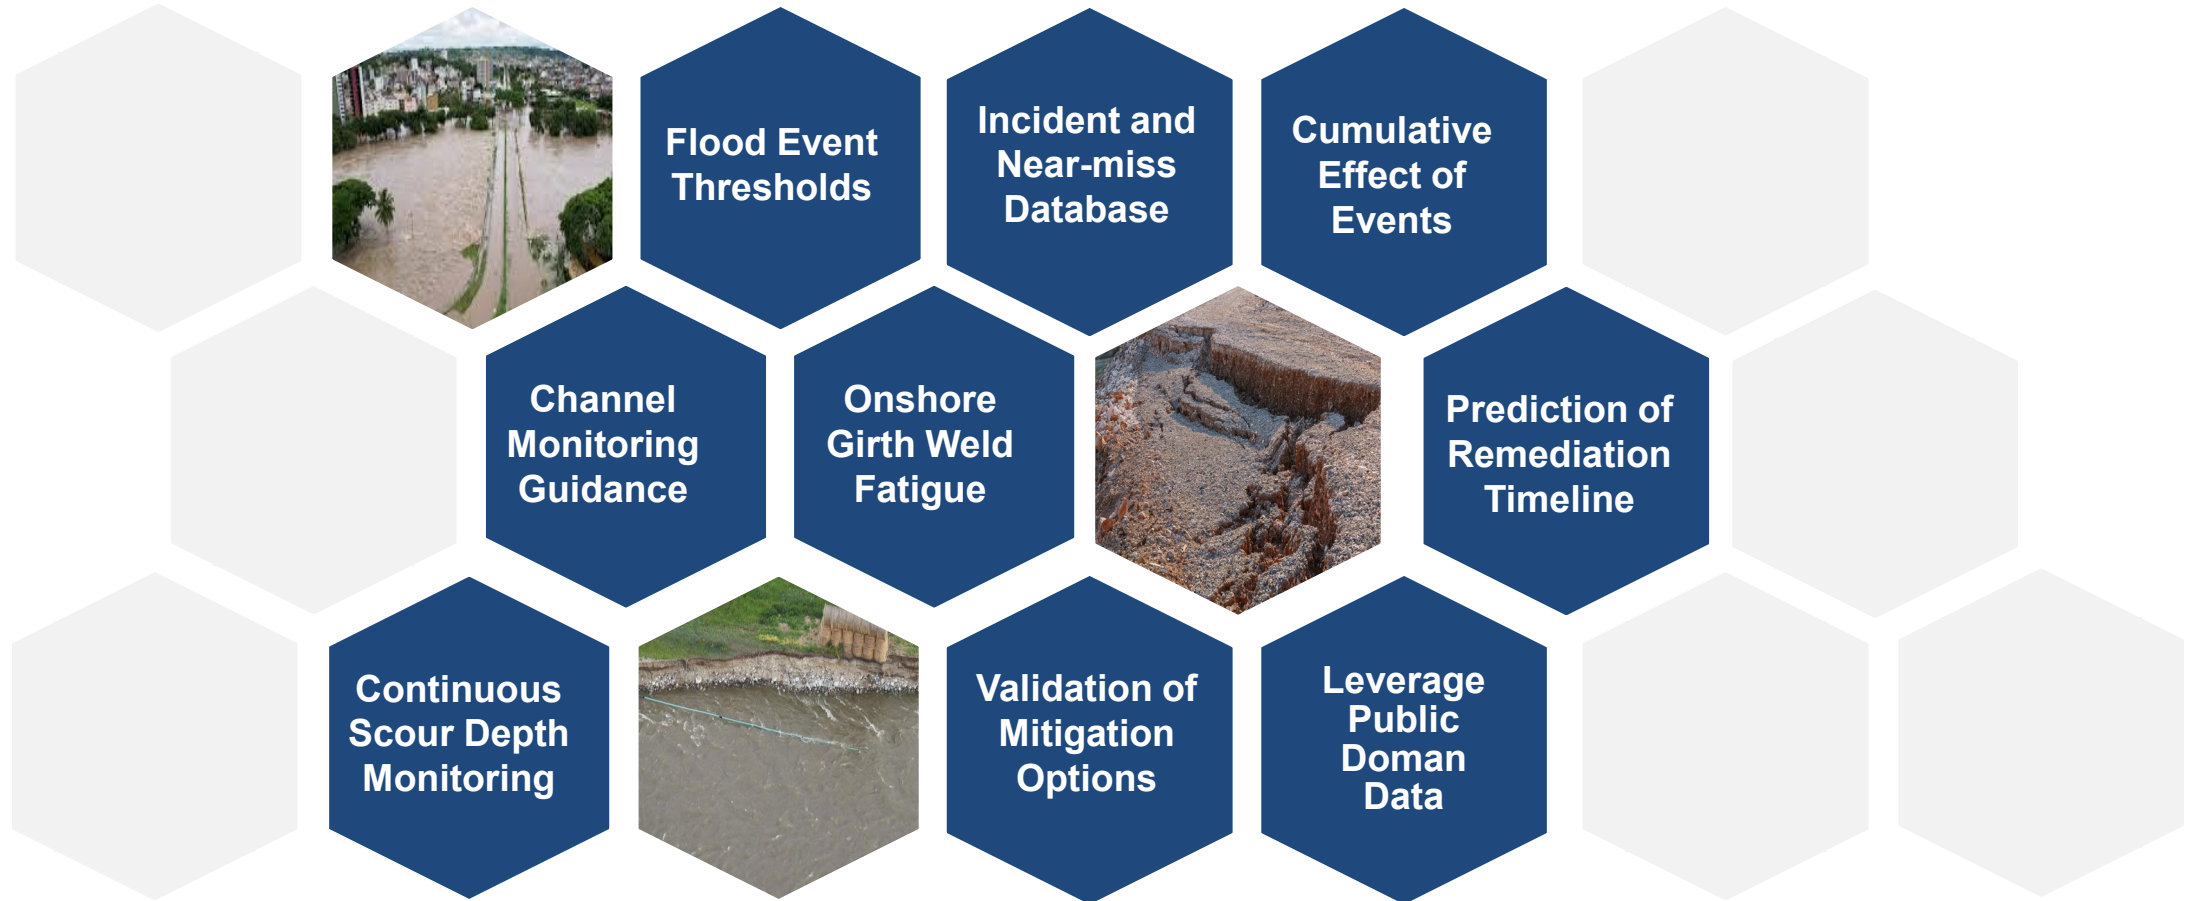 Flood Event
Thresholds
Incident and
Near-miss
Database
Cumulative
Effect of
Events
Channel
Monitoring
Guidance
Onshore
Girth Weld
Fatigue
Prediction of
Remediation
Timeline
Continuous
Scour Depth
Monitoring
Validation of
Mitigation
Options
Leverage
Public
Doman
Data